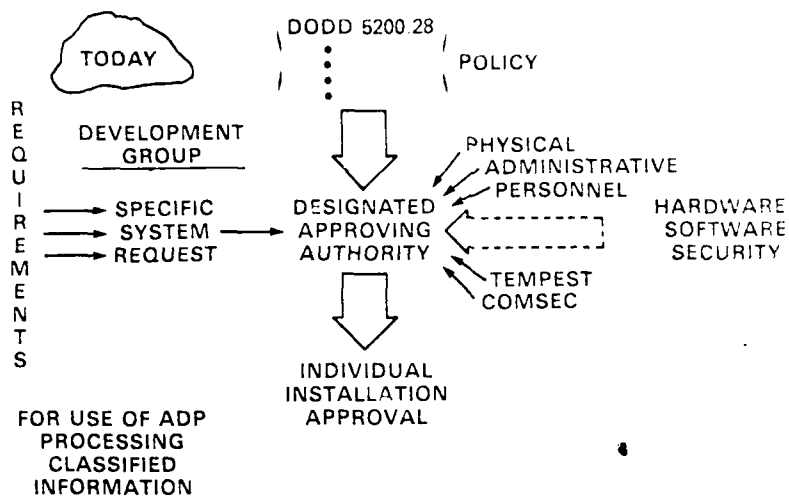 TODAY
DODD 5200.28
POLICY
REQUIREMENTS
DEVELOPMENT
GROUP
SPECIFIC
SYSTEM
REQUEST
DESIGNATED
APPROVING
AUTHORITY
PHYSICAL
ADMINISTRATIVE
PERSONNEL
HARDWARE
SOFTWARE
SECURITY
TEMPEST
COMSEC
INDIVIDUAL
INSTALLATION
APPROVAL
FOR USE OF ADP
PROCESSING
CLASSIFIED
INFORMATION